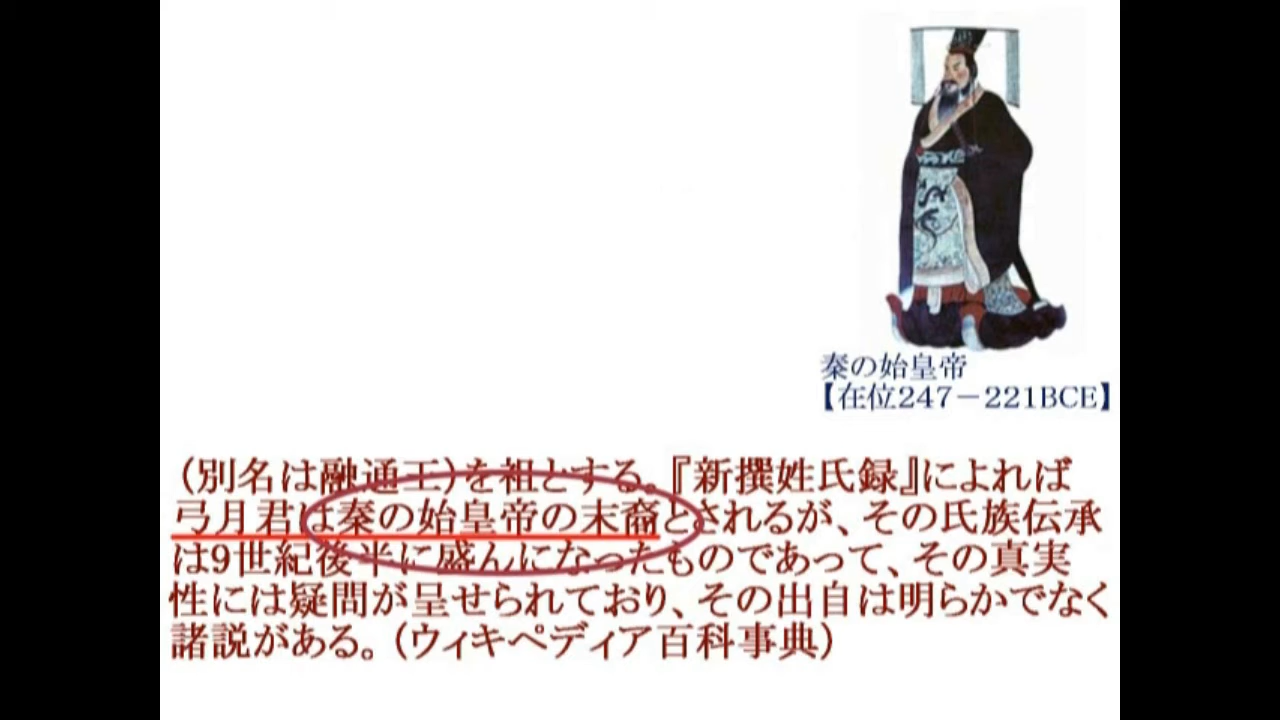 秦の始皇帝
【在位247－221BCE】
（別名は融通王）を祖とする。『新撰姓氏録』によれば
弓月君は秦の始皇帝の末裔とされるが、その氏族伝承
は9世紀後半に盛んになったものであって、その真実
性には疑問が呈せられており、その出自は明らかでなく
諸説がある。（ウィキペディア百科事典）